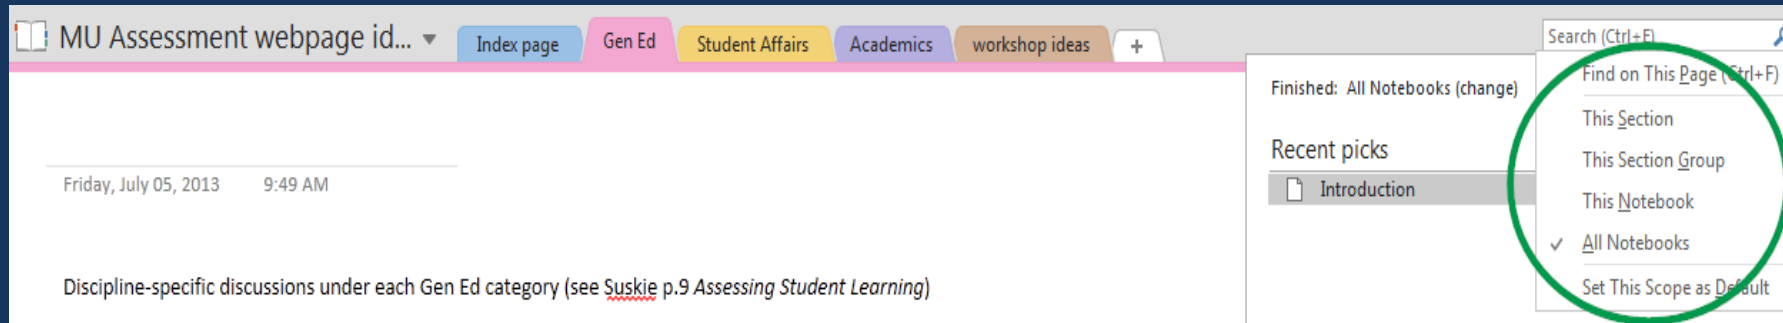 MU Assessment webpage id...
Index page
Gen Ed
Student Affairs
Academics
workshop ideas
+
Search (Ctrl+E)
Find on This Page (Ctrl+F)
Finished: All Notebooks (change)
This Section
Recent picks
This Section Group
Friday, July 05, 2013 9:49 AM
Introduction
This Notebook
All Notebooks
Discipline-specific discussions under each Gen Ed category (see Suskie p.9 Assessing Student Learning)
Set This Scope as Default